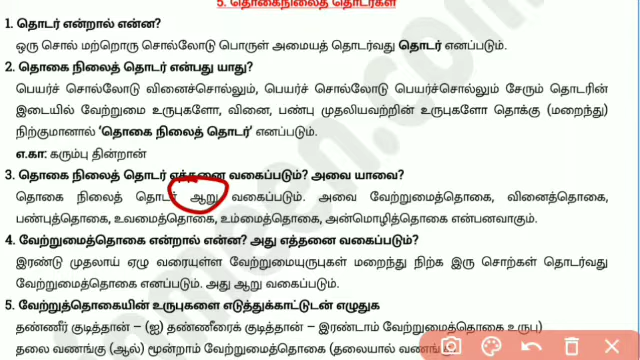 5. தொகைநிலைத் தொடர்கள்
1. தொடர் என்றால் என்ன?
ஒரு சொல் மற்றொரு சொல்லோடு பொருள் அமையத் தொடர்வது தொடர் எனப்படும்.
2. தொகை நிலைத் தொடர் என்பது யாது?
பெயர்ச் சொல்லோடு வினைச்சொல்லும், பெயர்ச் சொல்லோடு பெயர்ச்சொல்லும் சேரும் தொடரின்
இடையில் வேற்றுமை உருபுகளோ, வினை, பண்பு முதலியவற்றின் உருபுகளோ தொக்கு (மறைந்து)
நிற்குமானால் 'தொகை நிலைத் தொடர்' எனப்படும்.
எ.கா: கரும்பு தின்றான்
3. தொகை நிலைத் தொடர் எத்தனை வகைப்படும்? அவை யாவை?
தொகை நிலைத் தொடர் ஆறு வகைப்படும். அவை வேற்றுமைத்தொகை, வினைத்தொகை,
பண்புத்தொகை, உவமைத்தொகை, உம்மைத்தொகை, அன்மொழித்தொகை என்பனவாகும்.
4. வேற்றுமைத்தொகை என்றால் என்ன? அது எத்தனை வகைப்படும்?
இரண்டு முதலாய் ஏழு வரையுள்ள வேற்றுமையுருபுகள் மறைந்து நிற்க இரு சொற்கள் தொடர்வது
வேற்றுமைத்தொகை எனப்படும். அது ஆறு வகைப்படும்.
5. வேற்றுத்தொகையின் உருபுகளை எடுத்துக்காட்டுடன் எழுதுக
தண்ணீர் குடித்தான் – (ஐ) தண்ணீரைக் குடித்தான் – இரண்டாம் வேற்றுமைத்தொகை உருபு)
தலை வணங்கு (ஆல்) மூன்றாம் வேற்றுமைத்தொகை (தலையால்